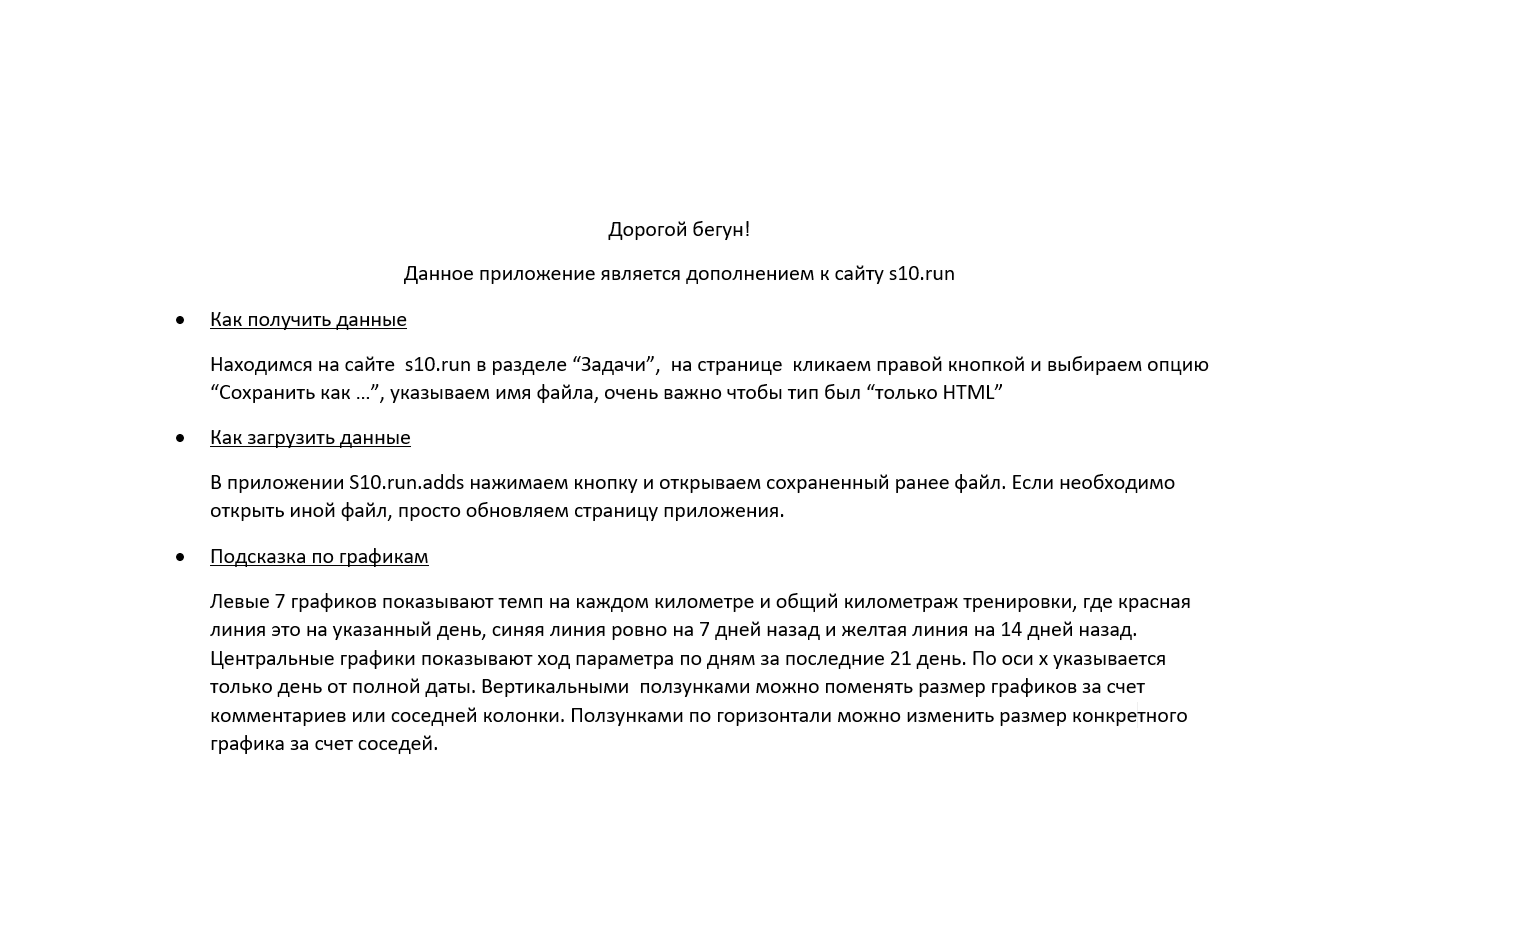 Дорогой бегун!
Данное приложение является дополнением к сайту s10.run
• Как получить данные
Находимся на сайте  s10.run в разделе “Задачи”,  на странице  кликаем правой кнопкой и выбираем опцию
“Сохранить как ...”, указываем имя файла, очень важно чтобы тип был “только HTML”
• Как загрузить данные
В приложении S10.run.adds нажимаем кнопку и открываем сохраненный ранее файл. Если необходимо
открыть иной файл, просто обновляем страницу приложения.
• Подсказка по графикам
Левые 7 графиков показывают темп на каждом километре и общий километраж тренировки, где красная
линия это на указанный день, синяя линия ровно на 7 дней назад и желтая линия на 14 дней назад.
Центральные графики показывают ход параметра по дням за последние 21 день. По оси x указывается
только день от полной даты. Вертикальными  ползунками можно поменять размер графиков за счет
комментариев или соседней колонки. Ползунками по горизонтали можно изменить размер конкретного
графика за счет соседей.